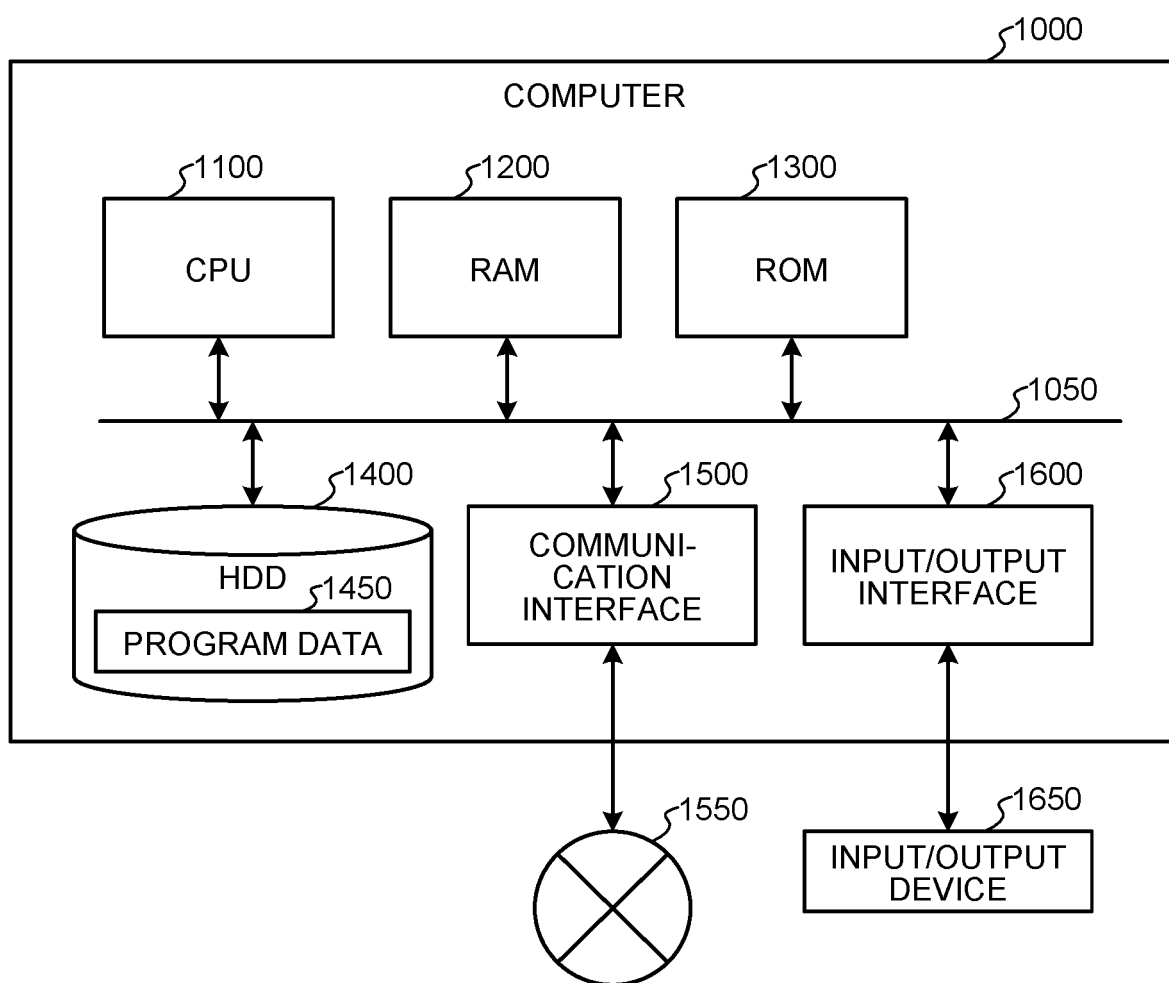 1000
COMPUTER
1100
1200
1300
CPU
RAM
ROM
1050
1400
1500
1600
HDD
1450
PROGRAM DATA
COMMUNI-
CATION
INTERFACE
INPUT/OUTPUT
INTERFACE
1550
1650
INPUT/OUTPUT
DEVICE